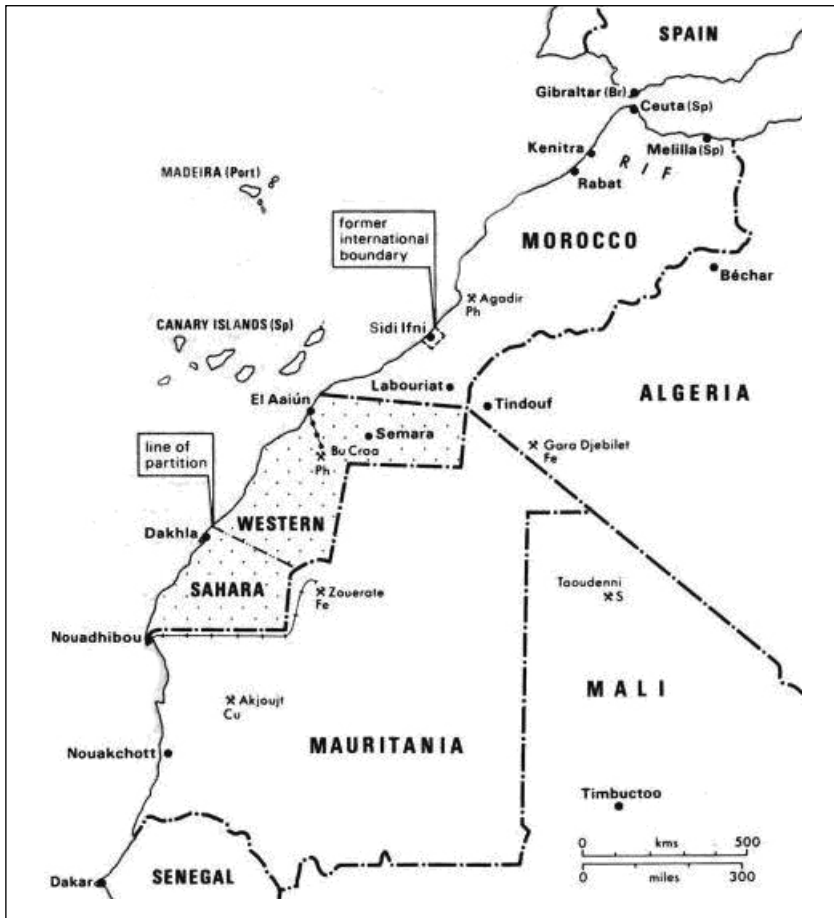 SPAIN
Gibraltar (Br)
Ceuta (Sp)
Kenitra
Melilla (Sp)
RIF
Rabat
MADEIRA (Port)
former
international
boundary
MOROCCO
Béchar
Agadir
Ph
CANARY ISLANDS (Sp)
Sidi Ifni
Labouriat
ALGERIA
El Aaiún
Tindouf
Semara
line of
partition
Bu Craa
Ph
Gara Djebilet
Fe
WESTERN
Dakhla
SAHARA
Zouerate
Fe
Taoudenni
S
Nouadhibou
MALI
Akjoujt
Cu
MAURITANIA
Nouakchott
Timbuctoo
0 kms 500
0 miles 300
SENEGAL
Dakar